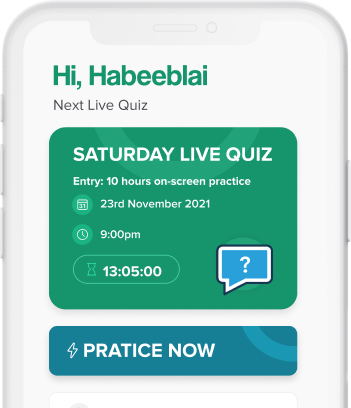 Hi, Habeeblai
Next Live Quiz
SATURDAY LIVE QUIZ
Entry: 10 hours on-screen practice
31
23rd November 2021
9:00pm
13:05:00
?
PRATICE NOW